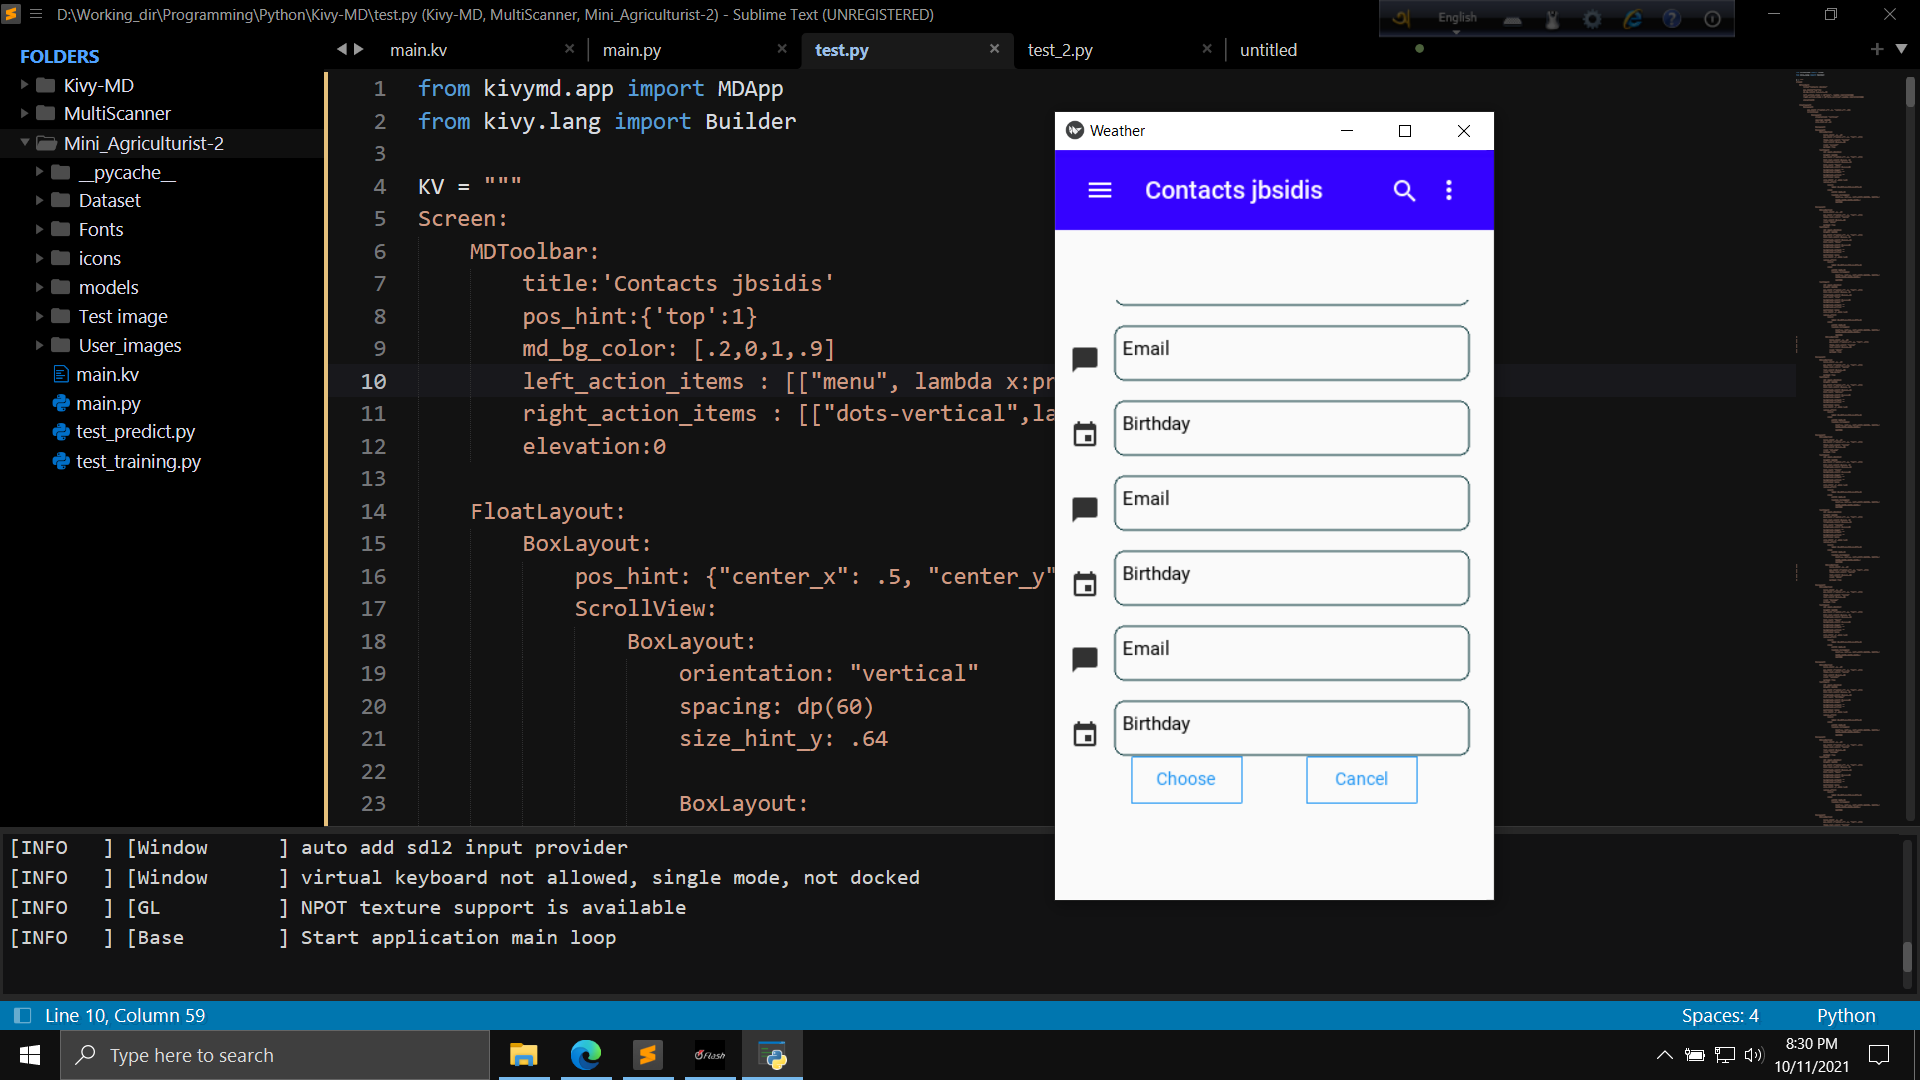 D:\Working_dir\Programming\Python\Kivy-MD\test.py (Kivy-MD, MultiScanner, Mini_Agriculturist-2) - Sublime Text (UNREGISTERED)
English
FOLDERS
Kivy-MD
MultiScanner
Mini_Agriculturist-2
__pycache__
Dataset
Fonts
icons
models
Test image
User_images
main.kv
main.py
test_predict.py
test_training.py
main.kv
main.py
test.py
test_2.py
untitled
1 from kivymd.app import MDApp
2 from kivy.lang import Builder
3
4 KV = """
5 Screen:
6 MDToolbar:
7 title:'Contacts jbsidis'
8 pos_hint:{'top':1}
9 md_bg_color: [.2,0,1,.9]
10 left_action_items : [["menu", lambda x:pr
11 right_action_items : [["dots-vertical",la
12 elevation:0
13
14 FloatLayout:
15 BoxLayout:
16 pos_hint: {"center_x": .5, "center_y"
17 ScrollView:
18 BoxLayout:
19 orientation: "vertical"
20 spacing: dp(60)
21 size_hint_y: .64
22
23 BoxLayout:
Weather
Contacts jbsidis
Email
Birthday
Email
Birthday
Email
Birthday
Choose
Cancel
[INFO ] [Window ] auto add sdl2 input provider
[INFO ] [Window ] virtual keyboard not allowed, single mode, not docked
[INFO ] [GL ] NPOT texture support is available
[INFO ] [Base ] Start application main loop
Line 10, Column 59
Spaces: 4
Python
Type here to search
Flash
8:30 PM
10/11/2021